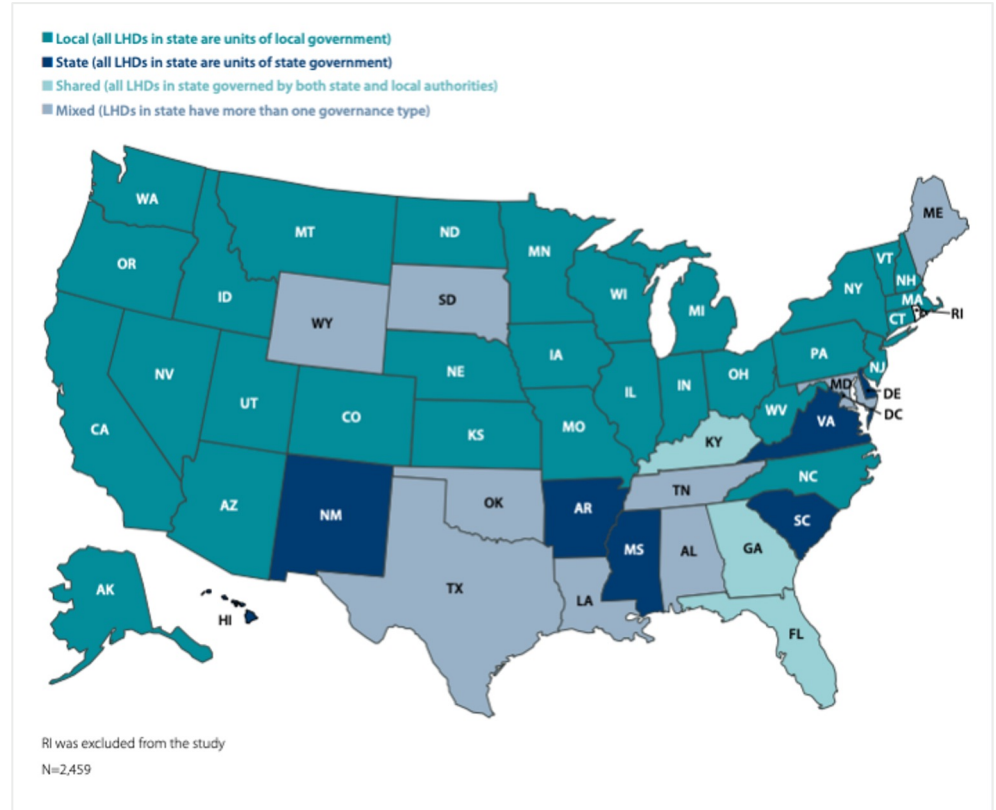 Local (all LHDs in state are units of local government)
State (all LHDs in state are units of state government)
Shared (all LHDs in state governed by both state and local authorities)
Mixed (LHDs in state have more than one governance type)
WA
MT
ND
MN
OR
ID
WY
SD
WI
MI
NY
VT
NH
ME
MA
CT
RI
NV
UT
CO
NE
IA
IL
IN
OH
PA
NJ
CA
KS
MO
KY
WV
MD
DE
DC
VA
AZ
NM
OK
AR
TN
NC
TX
LA
MS
AL
GA
SC
AK
HI
FL
RI was excluded from the study
N=2,459